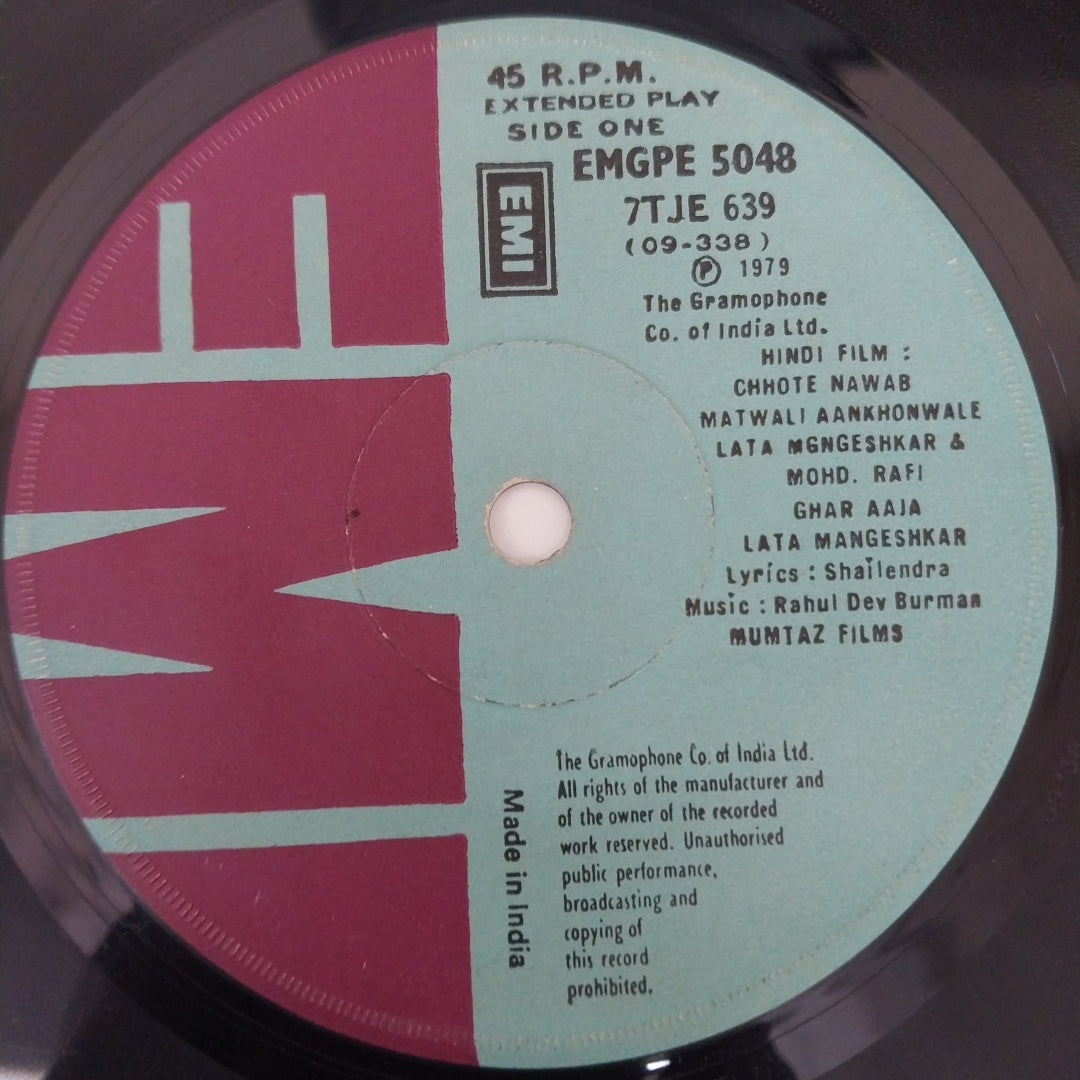 45 R.P.M.
EXTENDED PLAY
SIDE ONE
EMGPE 5048
EMI
7TJE 639
(09-338)
Ⓟ 1979
The Gramophone
Co. of India Ltd.
HINDI FILM :
CHHOTE NAWAB
MATWALI AANKHONWALE
LATA MGNGESHKAR &
MOHD. RAFI
GHAR AAJA
LATA MANGESHKAR
Lyrics : Shailendra
Music : Rahul Dev Burman
MUMTAZ FILMS
The Gramophone Co. of India Ltd.
All rights of the manufacturer and
of the owner of the recorded
work reserved. Unauthorised
public performance,
broadcasting and
copying of
this record
prohibited.
Made in India
EMI